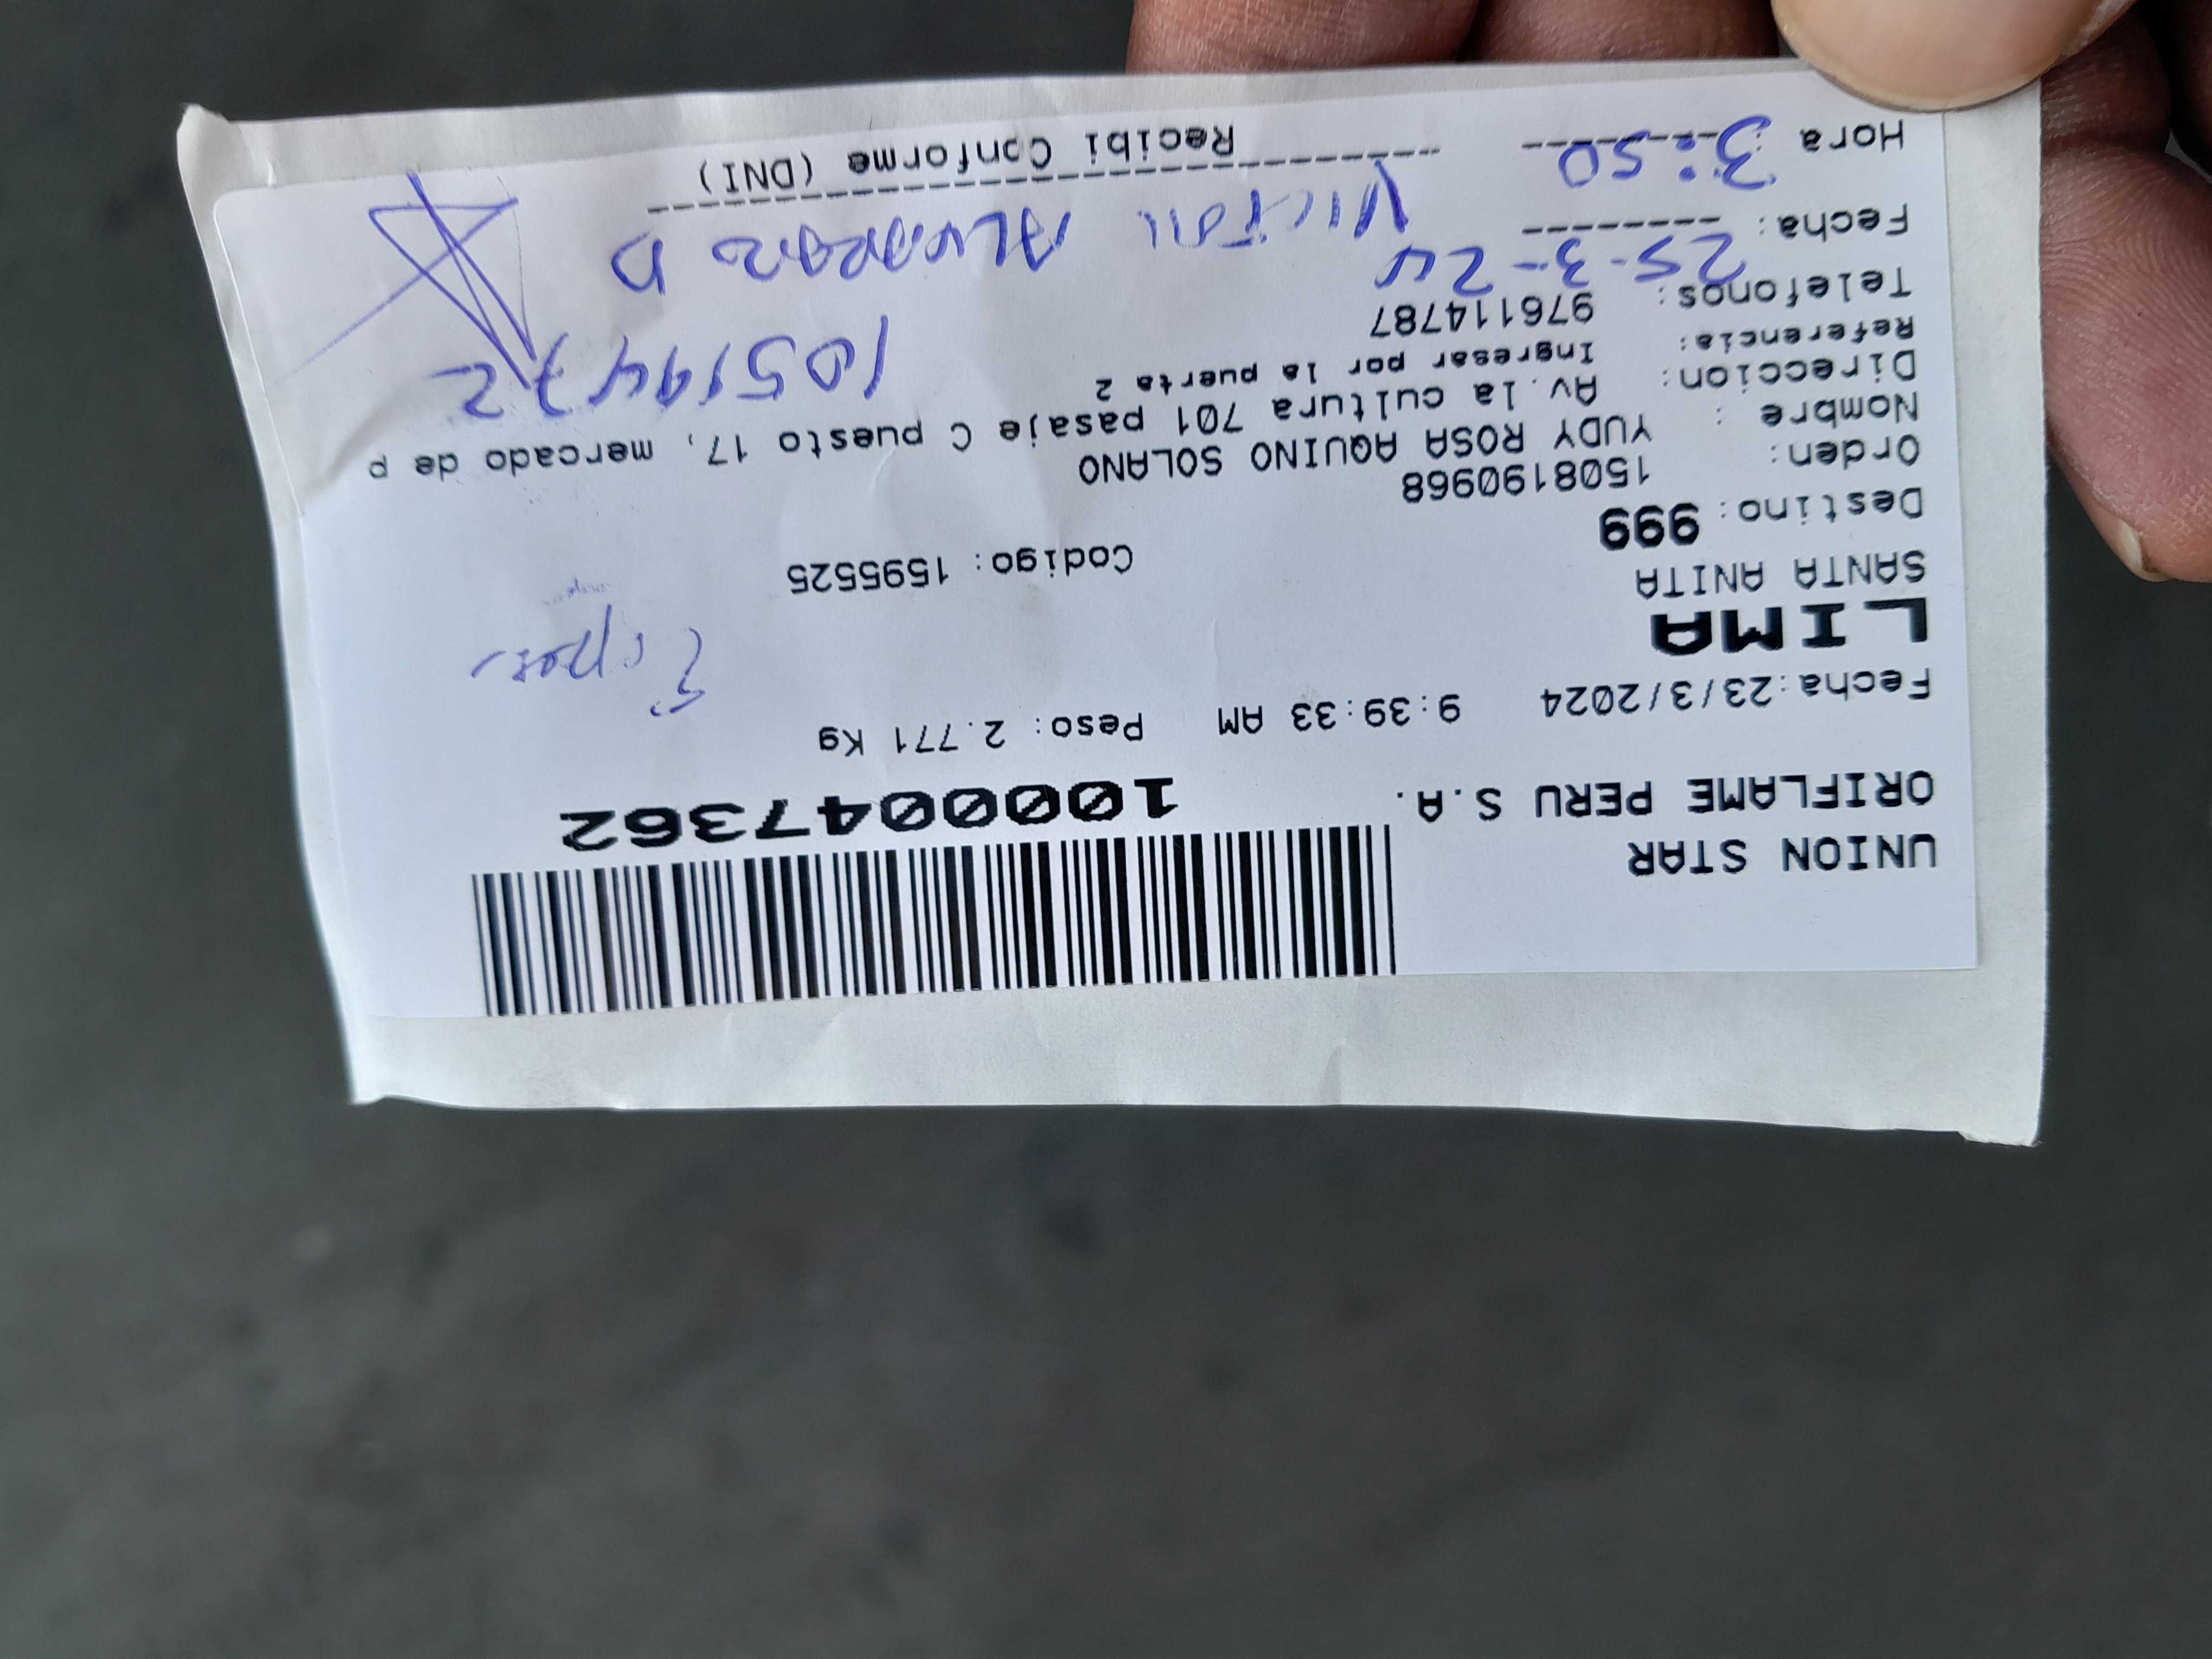 UNION STAR
ORIFLAME PERU S.A.
1000047362
Fecha:23/3/2024 9:39:33 AM Peso: 2.771 Kg
LIMA
SANTA ANITA
Destino: 999 Codigo: 1595525
Orden: 1508190968
Nombre : YUDY ROSA AQUINO SOLANO
Direccion: Av. la cultura 701 pasaje C puesto 17, mercado de p
Referencia: Ingresar por la puerta 2
Telefonos: 976114787
Fecha: 25-3-24
VICTOR ALVARADO D
Hora : 3:50
Recibi Conforme (DNI)